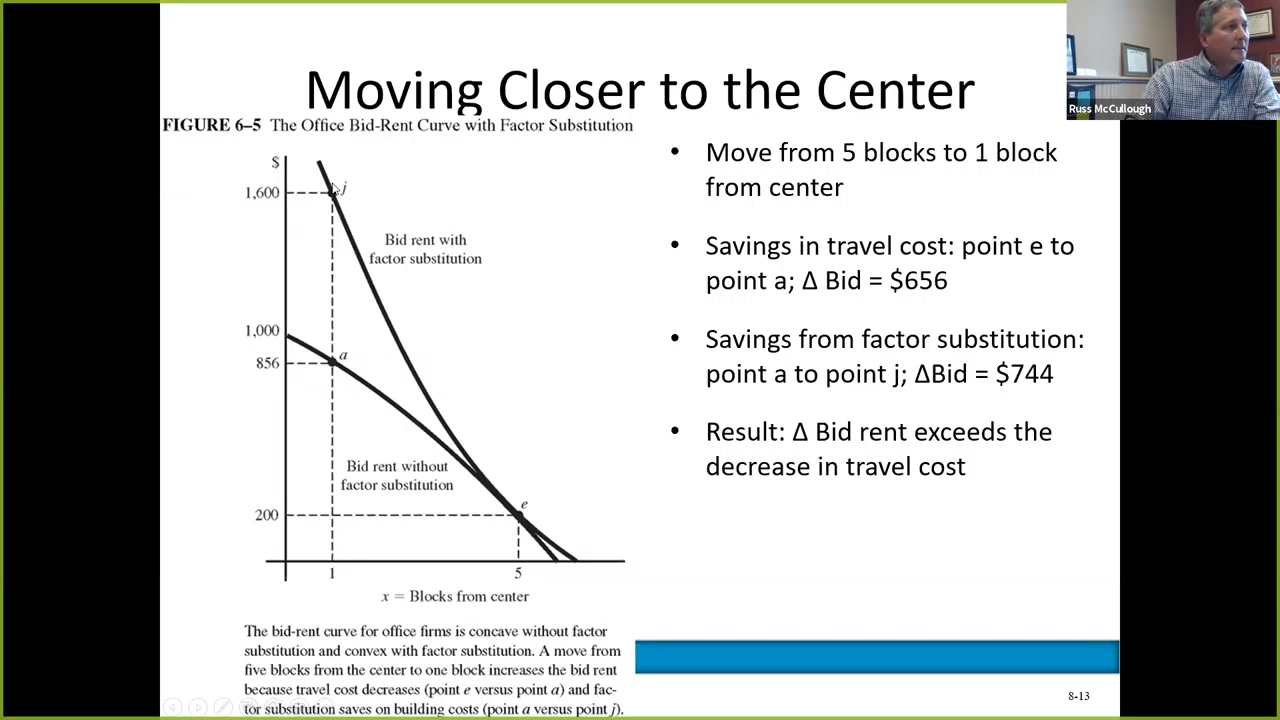 Moving Closer to the Center
Russ McCullough
FIGURE 6–5 The Office Bid-Rent Curve with Factor Substitution
$
1,600
j
Bid rent with
factor substitution
1,000
856
a
Bid rent without
factor substitution
200
e
1
5
x = Blocks from center
The bid-rent curve for office firms is concave without factor
substitution and convex with factor substitution. A move from
five blocks from the center to one block increases the bid rent
because travel cost decreases (point e versus point a) and fac-
tor substitution saves on building costs (point a versus point j).
• Move from 5 blocks to 1 block
from center
• Savings in travel cost: point e to
point a; Δ Bid = $656
• Savings from factor substitution:
point a to point j; ΔBid = $744
• Result: Δ Bid rent exceeds the
decrease in travel cost
8-13